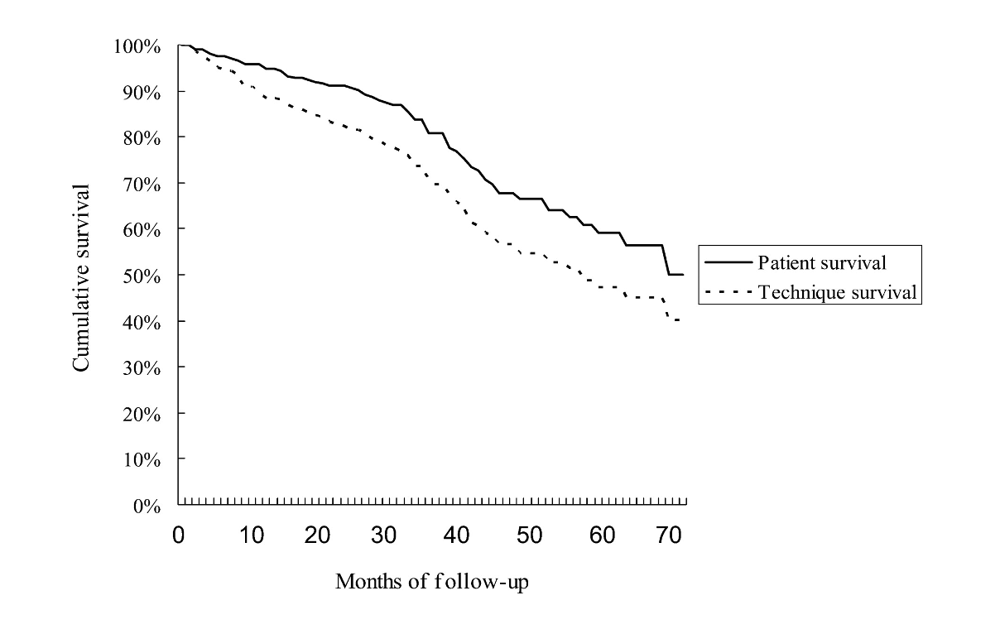 100%
90%
80%
70%
60%
50%
40%
30%
20%
10%
0%
Cumulative survival
0 10 20 30 40 50 60 70
Months of follow-up
Patient survival
Technique survival